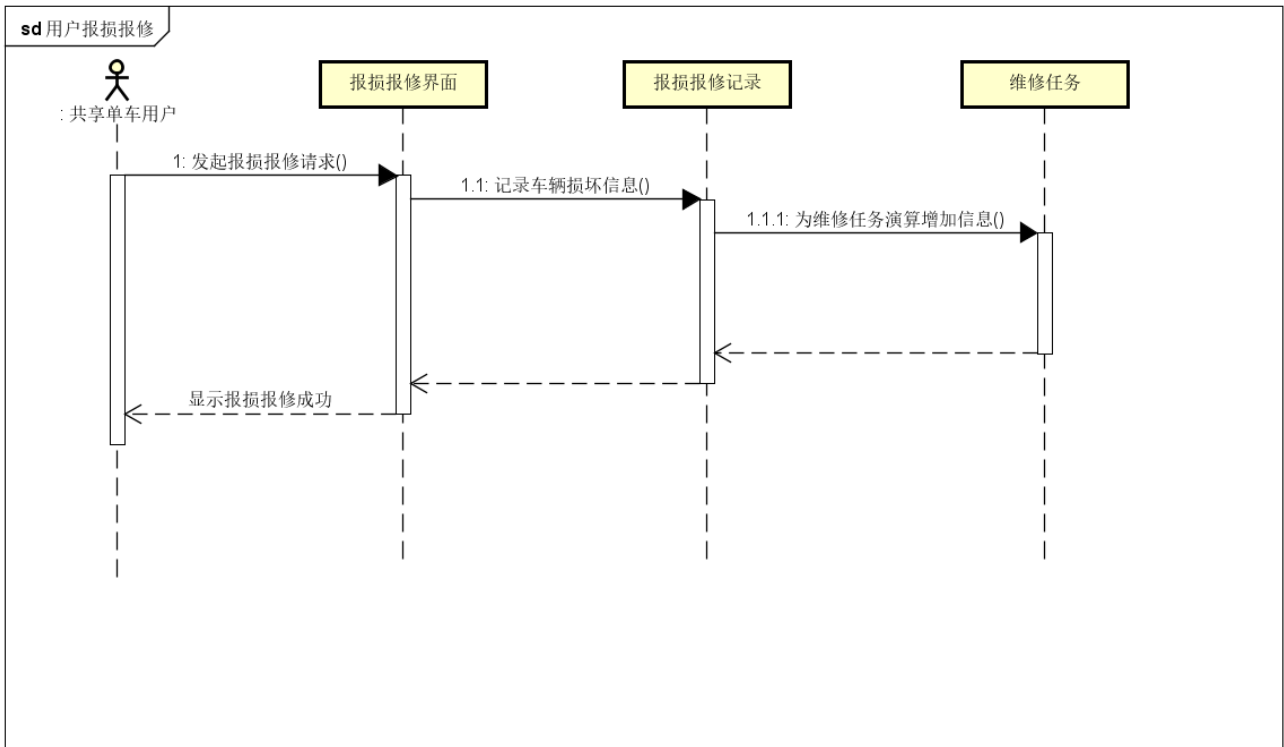 sd 用户报损报修
: 共享单车用户
报损报修界面
报损报修记录
维修任务
1: 发起报损报修请求()
1.1: 记录车辆损坏信息()
1.1.1: 为维修任务演算增加信息()
显示报损报修成功